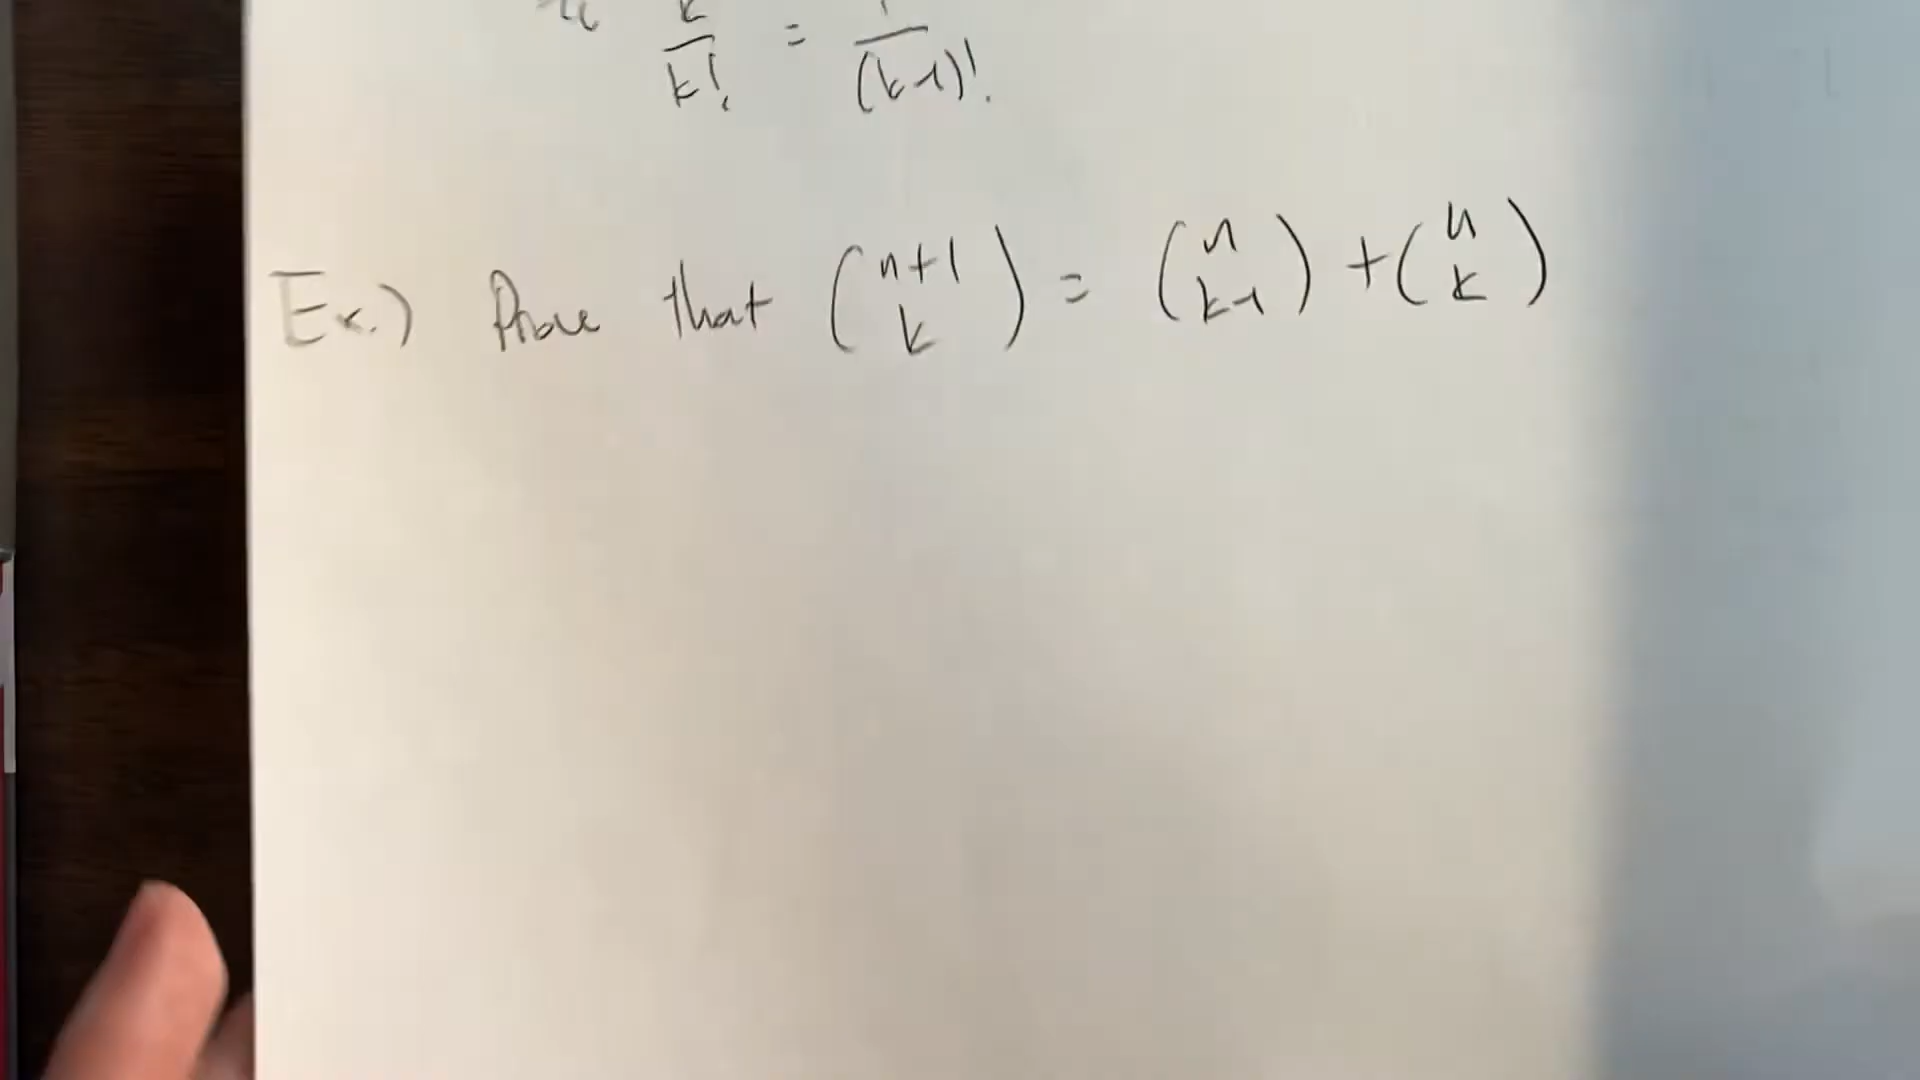 k/k! = 1/(k-1)!
Ex.) Prove that (n+1 k) = (n k-1) + (n k)